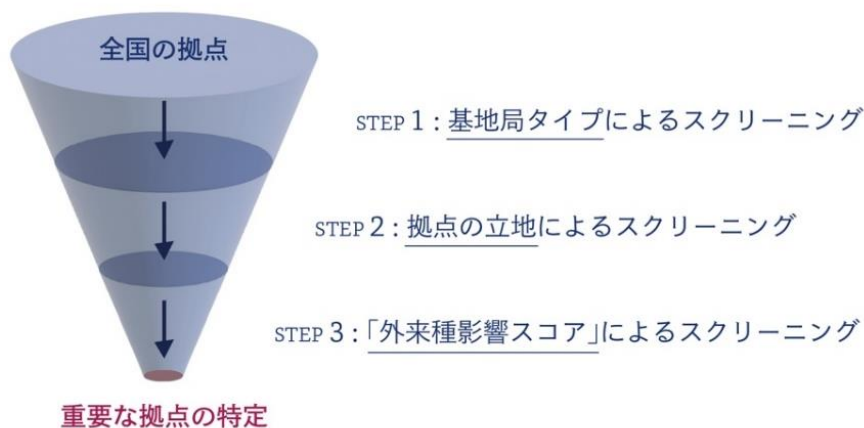 全国の拠点
STEP 1 : 基地局タイプによるスクリーニング
STEP 2 : 拠点の立地によるスクリーニング
STEP 3 : 「外来種影響スコア」によるスクリーニング
重要な拠点の特定